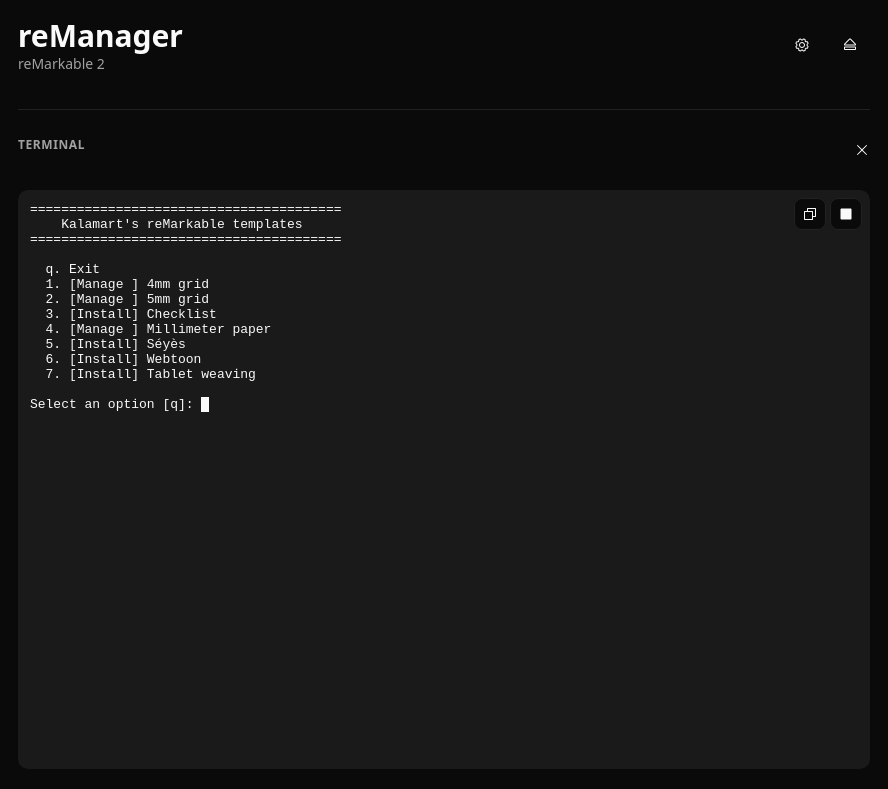 reManager
reMarkable 2
TERMINAL
========================================
    Kalamart's reMarkable templates
========================================
  q. Exit
  1. [Manage ] 4mm grid
  2. [Manage ] 5mm grid
  3. [Install] Checklist
  4. [Manage ] Millimeter paper
  5. [Install] Séyès
  6. [Install] Webtoon
  7. [Install] Tablet weaving
Select an option [q]: